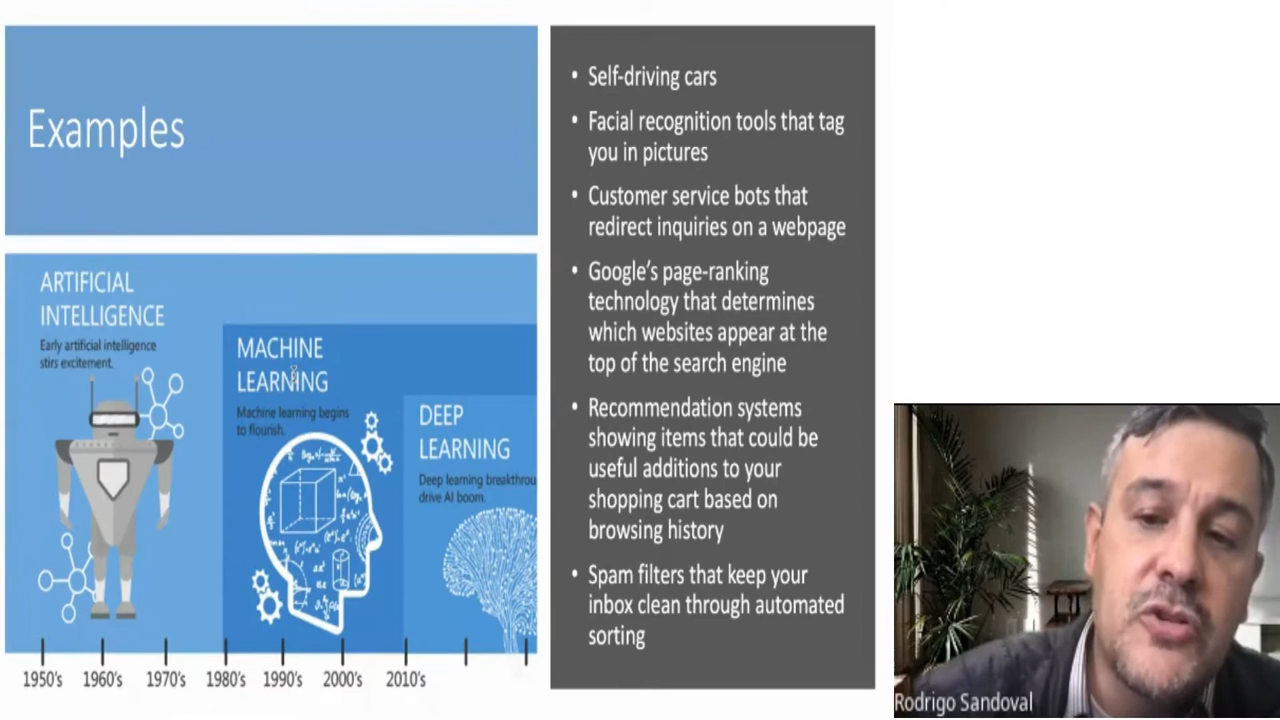 Examples
ARTIFICIAL
INTELLIGENCE
Early artificial intelligence
stirs excitement.
MACHINE
LEARNING
Machine learning begins
to flourish.
DEEP
LEARNING
Deep learning breakthrou
drive AI boom.
1950's 1960's 1970's 1980's 1990's 2000's 2010's
• Self-driving cars
• Facial recognition tools that tag
you in pictures
• Customer service bots that
redirect inquiries on a webpage
• Google's page-ranking
technology that determines
which websites appear at the
top of the search engine
• Recommendation systems
showing items that could be
useful additions to your
shopping cart based on
browsing history
• Spam filters that keep your
inbox clean through automated
sorting
Rodrigo Sandoval